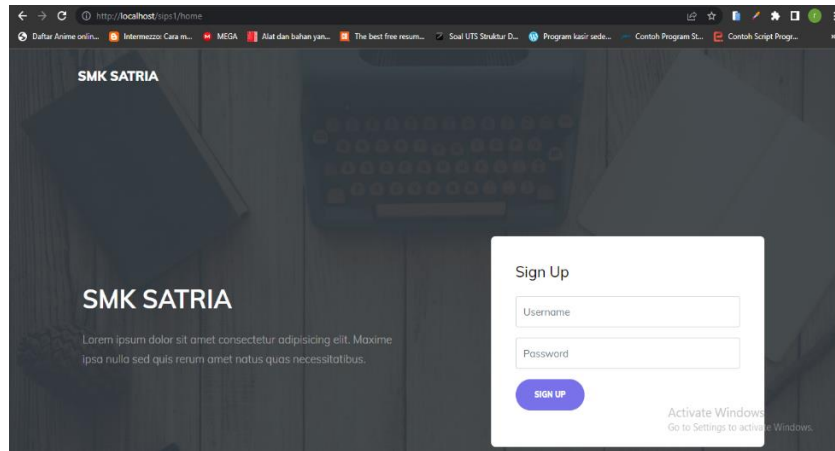 http://localhost/sips1/home
Daftar Anime onlin... Intermezzo: Cara m... MEGA Alat dan bahan yan... The best free resum... Soal UTS Struktur D... Program kasir sede... Contoh Program St... Contoh Script Progr...
SMK SATRIA
Sign Up
SMK SATRIA
Username
Lorem ipsum dolor sit amet consectetur adipisicing elit. Maxime
ipsa nulla sed quis rerum amet natus quas necessitatibus.
Password
SIGN UP
Activate Windows
Go to Settings to activate Windows.